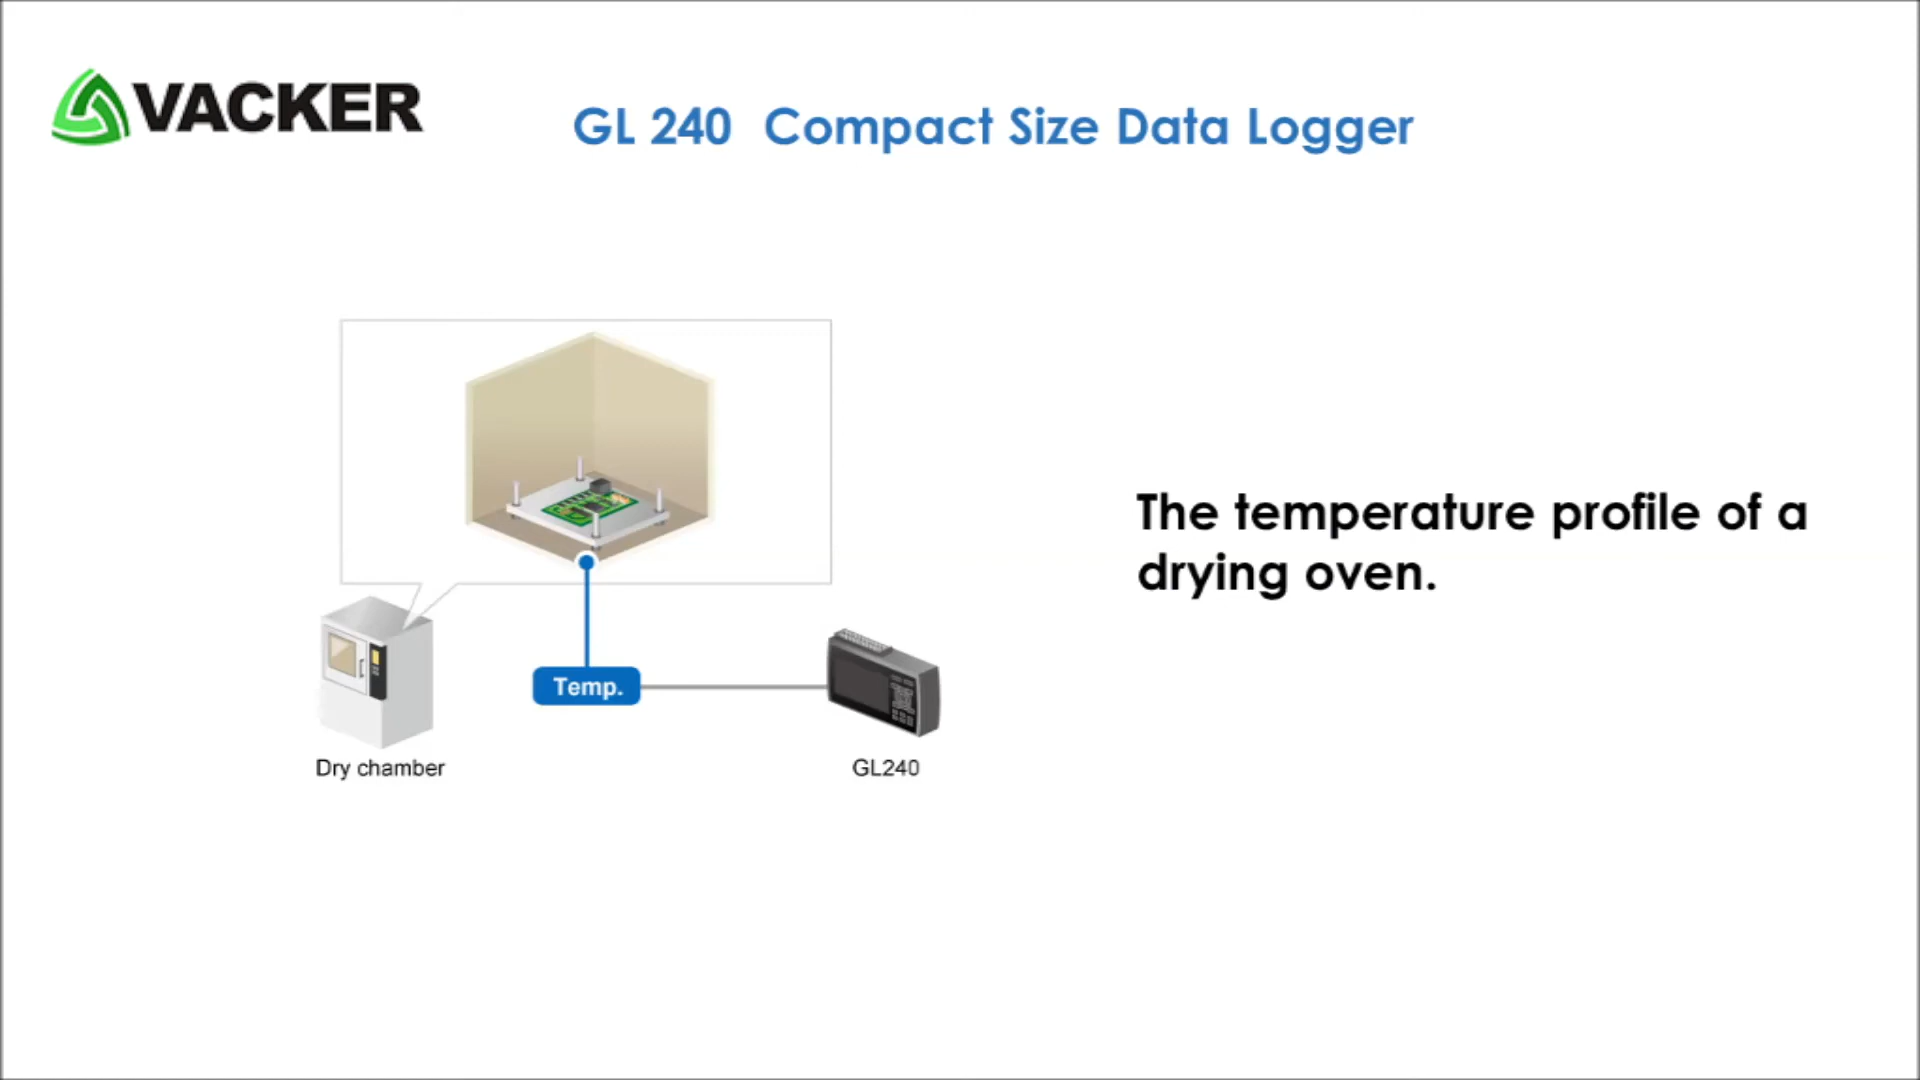 VACKER
GL 240 Compact Size Data Logger
The temperature profile of a
drying oven.
Temp.
Dry chamber
GL240